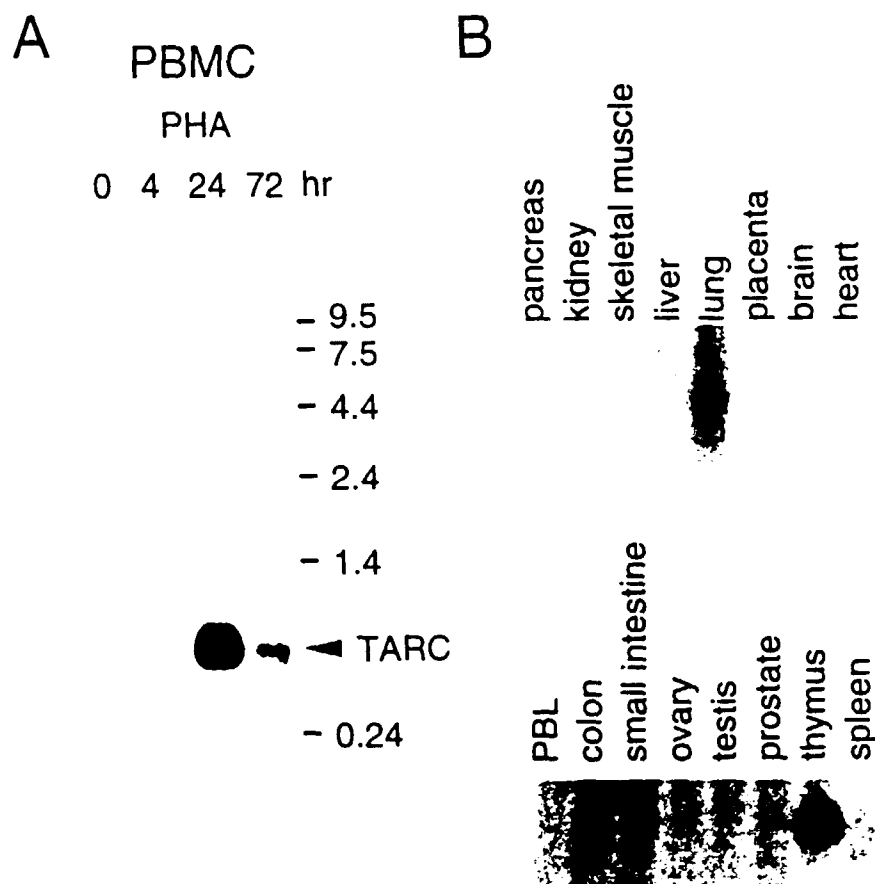 A
PBMC
PHA
0 4 24 72 hr
– 9.5
– 7.5
– 4.4
– 2.4
– 1.4
TARC
– 0.24
B
pancreas
kidney
skeletal muscle
liver
lung
placenta
brain
heart
PBL
colon
small intestine
ovary
testis
prostate
thymus
spleen